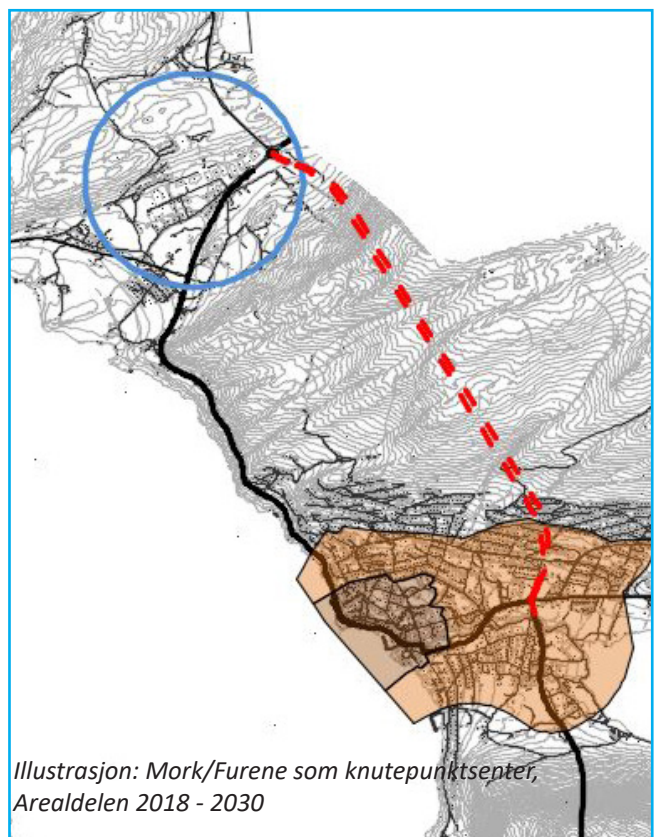 Illustrasjon: Mork/Furene som knutepunktsenter,
Arealdelen 2018 - 2030